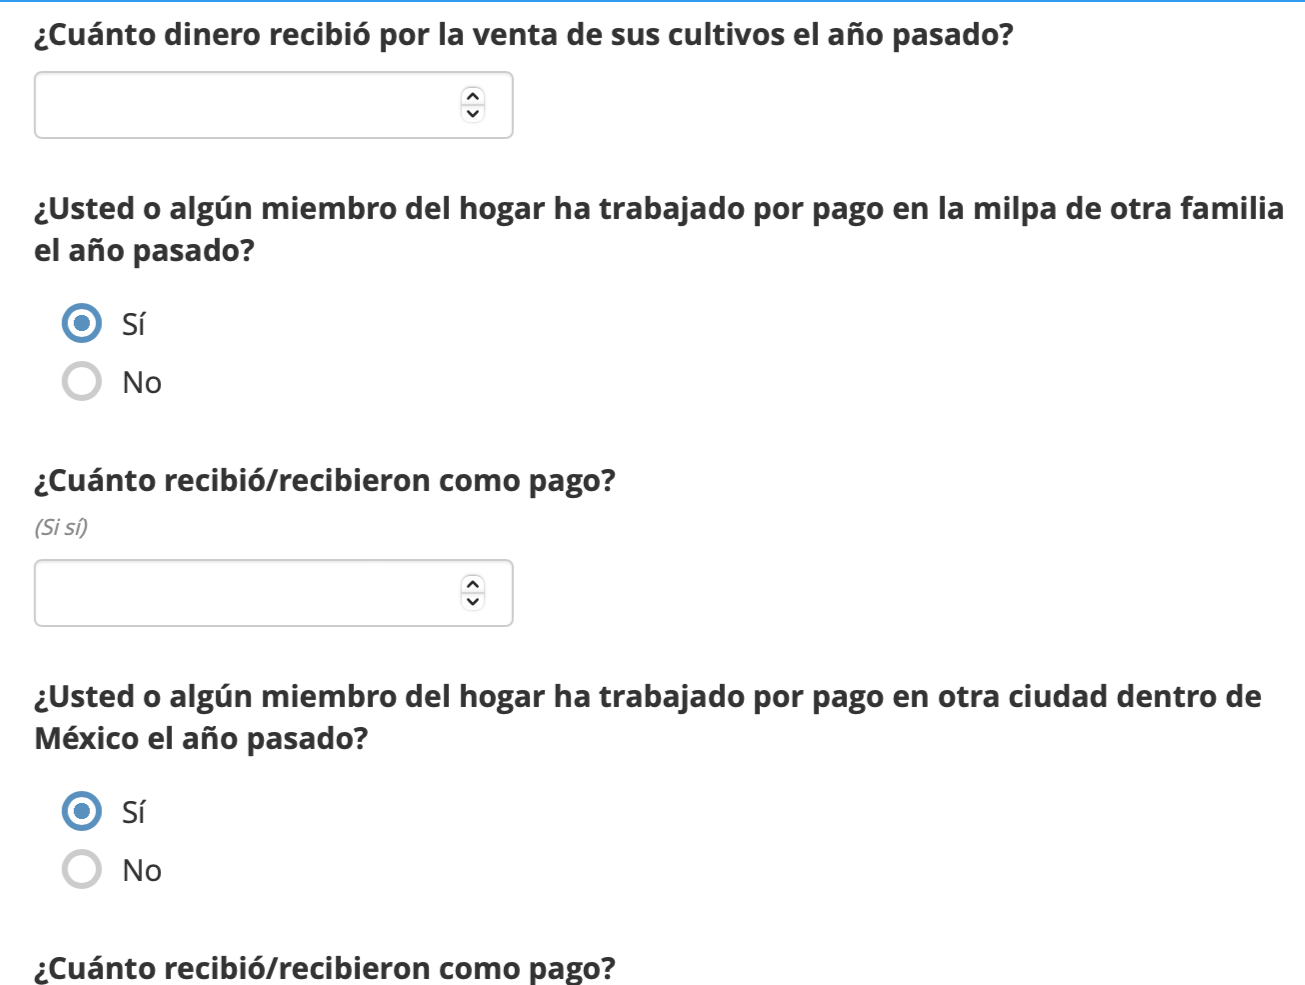 ¿Cuánto dinero recibió por la venta de sus cultivos el año pasado?
¿Usted o algún miembro del hogar ha trabajado por pago en la milpa de otra familia
el año pasado?
Sí
No
¿Cuánto recibió/recibieron como pago?
(Si sí)
¿Usted o algún miembro del hogar ha trabajado por pago en otra ciudad dentro de
México el año pasado?
Sí
No
¿Cuánto recibió/recibieron como pago?